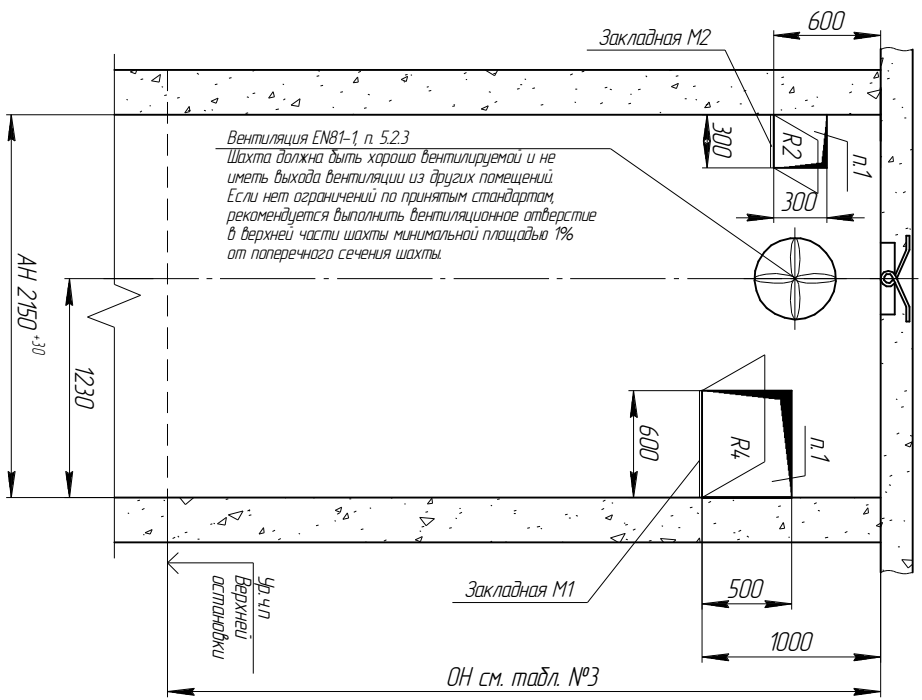 600
Закладная М2
Вентиляция EN81-1, п. 5.2.3
Шахта должна быть хорошо вентилируемой и не
иметь выхода вентиляции из других помещений.
Если нет ограничений по принятым стандартам,
рекомендуется выполнить вентиляционное отверстие
в верхней части шахты минимальной площадью 1%
от поперечного сечения шахты.
300
R2
п.1
300
АН 2150 +30
1230
600
R4
п.1
Закладная М1
500
1000
Ур. ч.п
Верхней
остановки
ОН см. табл. №3